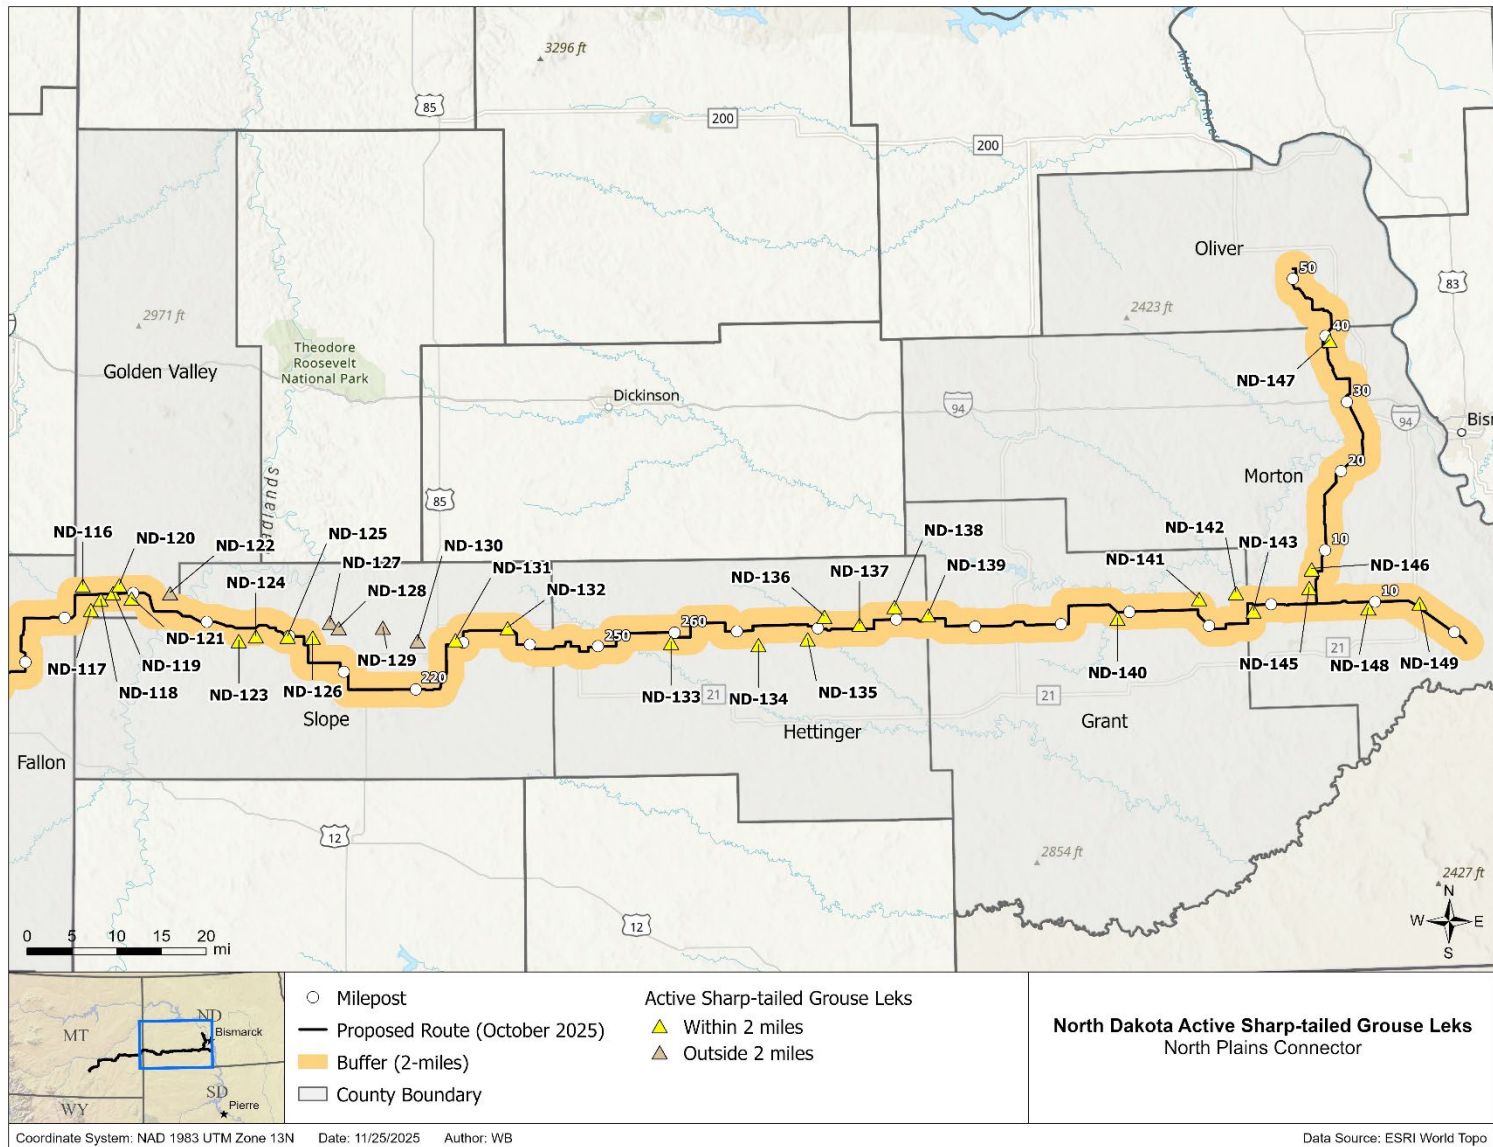 3296 ft
Missouri River
85
200
200
Oliver
50
83
2971 ft
2423 ft
40
Theodore
Roosevelt
National Park
Golden Valley
ND-147
Dickinson
30
94
94
20
Morton
85
ND-116
ND-120
ND-122
ND-125
ND-127
ND-130
ND-138
ND-142
10
ND-124
ND-128
ND-131
ND-132
ND-136
ND-137
ND-139
ND-141
ND-143
ND-146
260
10
250
ND-121
ND-117
ND-119
ND-129
21
ND-118
ND-123
ND-126
220
ND-133
21
ND-134
ND-135
21
ND-140
ND-145
ND-148
ND-149
Slope
Hettinger
Grant
Fallon
12
2854 ft
2427 ft
12
N
W
E
S
0 5 10 20
mi
MT
ND
Bismarck
SD
WY
Pierre
Milepost
Proposed Route (October 2025)
Buffer (2-miles)
County Boundary
Active Sharp-tailed Grouse Leks
Within 2 miles
Outside 2 miles
North Dakota Active Sharp-tailed Grouse Leks
North Plains Connector
Coordinate System: NAD 1983 UTM Zone 13N Date: 11/25/2025 Author: WB
Data Source: ESRI World Topo